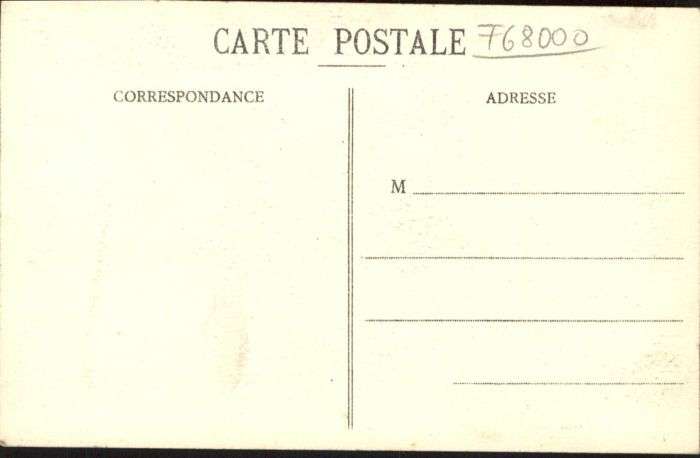 CARTE POSTALE 768000
CORRESPONDANCE
ADRESSE
M